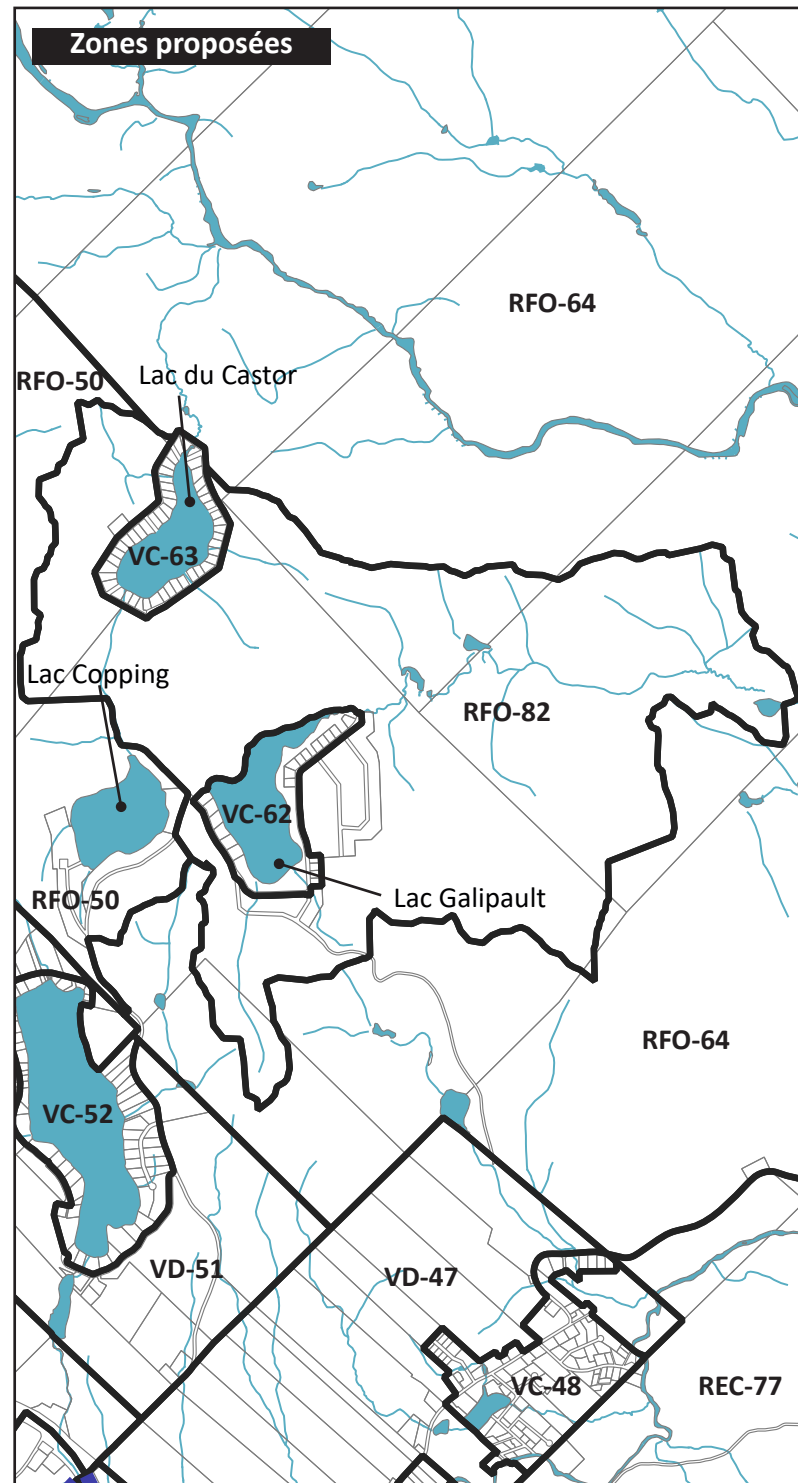 Zones proposées
RFO-64
RFO-50
Lac du Castor
VC-63
Lac Copping
RFO-82
VC-62
Lac Galipault
RFO-50
RFO-64
VC-52
VD-51
VD-47
VC-48
REC-77